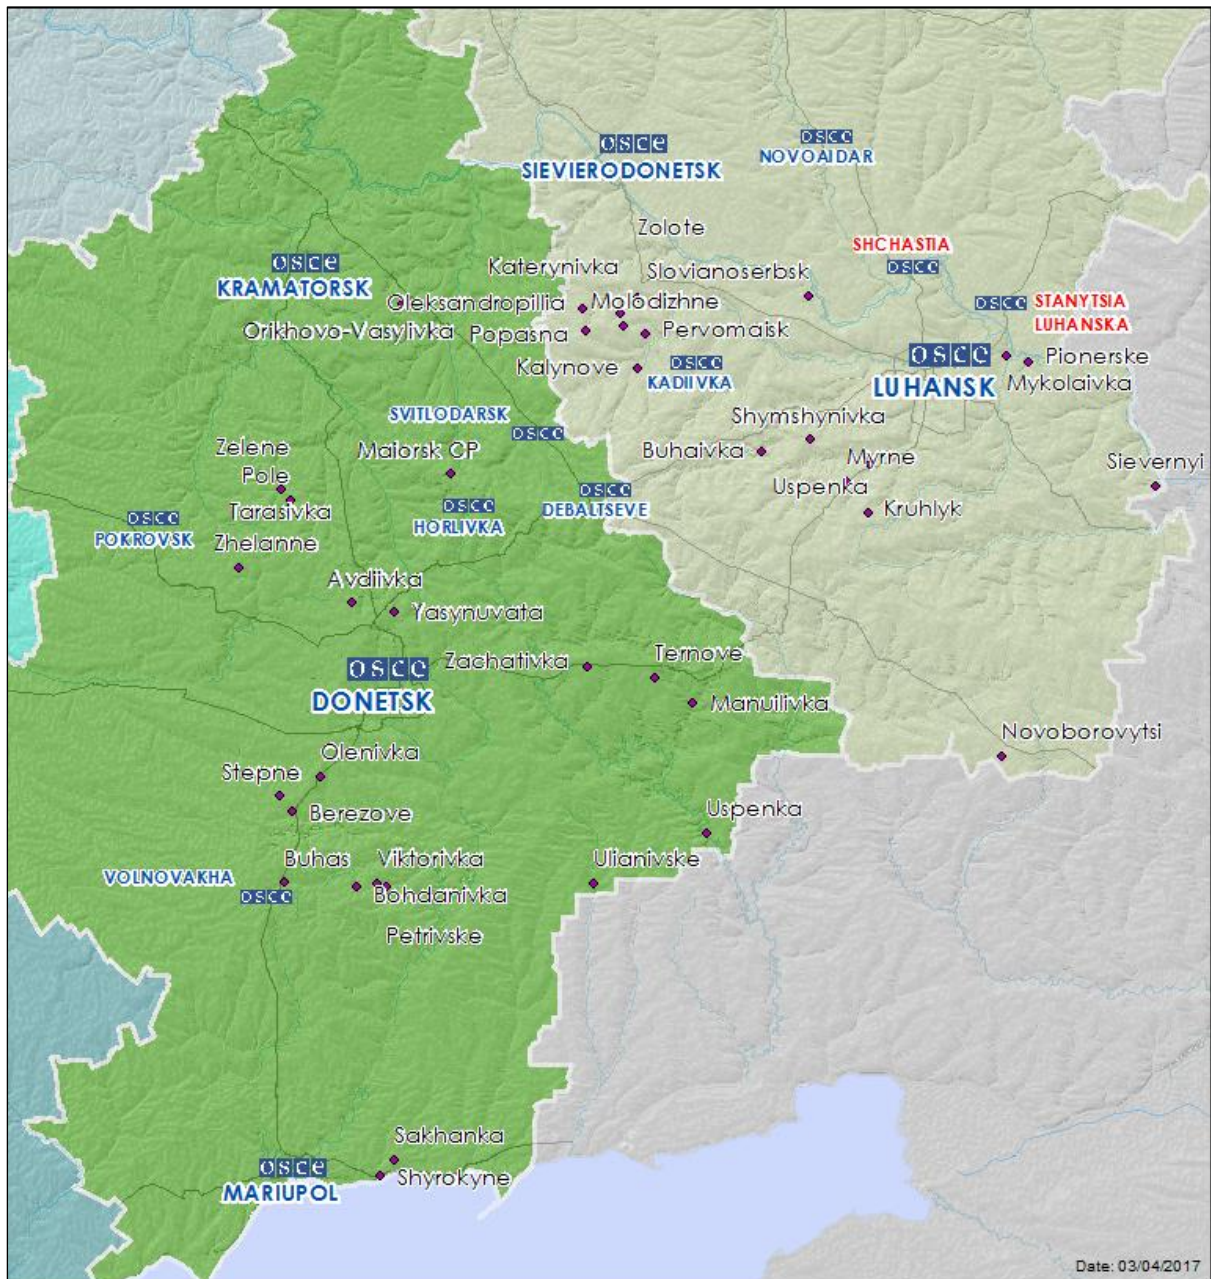 osce
SIEVIERODONETSK
osce
NOVOAIDAR
Zolote
SHCHASTIA
osce
Katerynivka
Slovianoserbsk
osce
KRAMATORSK
Oleksandropillia
Molodizhne
osce
STANYTSIA
LUHANSKA
Orikhovo-Vasylivka
Popasna
Pervomaisk
Kalynove
osce
KADIIVKA
osce
LUHANSK
Pionerske
Mykolaivka
SVITLODARSK
osce
Shymshynivka
Zelene
Pole
Maiorsk CP
Buhaivka
Myrne
Sievernyi
Uspenka
Tarasivka
osce
HORLIVKA
osce
DEBALTSEVE
Kruhlyk
osce
POKROVSK
Zhelanne
Avdiivka
Yasynuvata
osce
DONETSK
Zachativka
Ternove
Manuilivka
Novoborovytsi
Olenivka
Stepne
Berezove
Uspenka
Buhas
Viktorivka
Ulianivske
VOLNOVAKHA
osce
Bohdanivka
Petrivske
Sakhanka
osce
MARIUPOL
Shyrokyne
Date: 03/04/2017